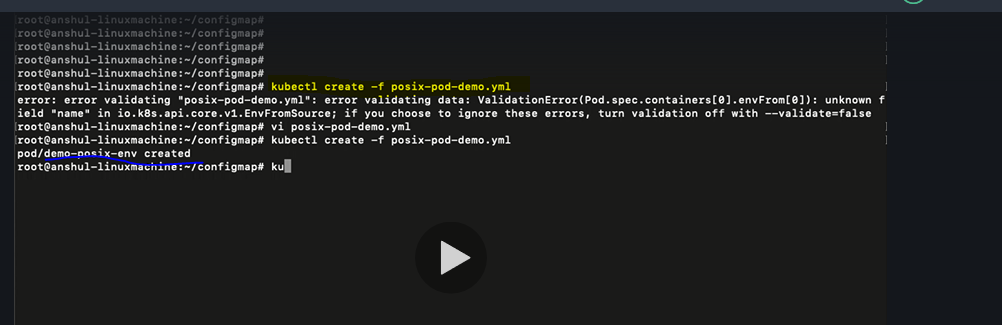 root@anshul-linuxmachine:~/configmap#
root@anshul-linuxmachine:~/configmap#
root@anshul-linuxmachine:~/configmap#
root@anshul-linuxmachine:~/configmap#
root@anshul-linuxmachine:~/configmap#
root@anshul-linuxmachine:~/configmap# kubectl create -f posix-pod-demo.yml
error: error validating "posix-pod-demo.yml": error validating data: ValidationError(Pod.spec.containers[0].envFrom[0]): unknown f
ield "name" in io.k8s.api.core.v1.EnvFromSource; if you choose to ignore these errors, turn validation off with --validate=false
root@anshul-linuxmachine:~/configmap# vi posix-pod-demo.yml
root@anshul-linuxmachine:~/configmap# kubectl create -f posix-pod-demo.yml
pod/demo-posix-env created
root@anshul-linuxmachine:~/configmap# ku